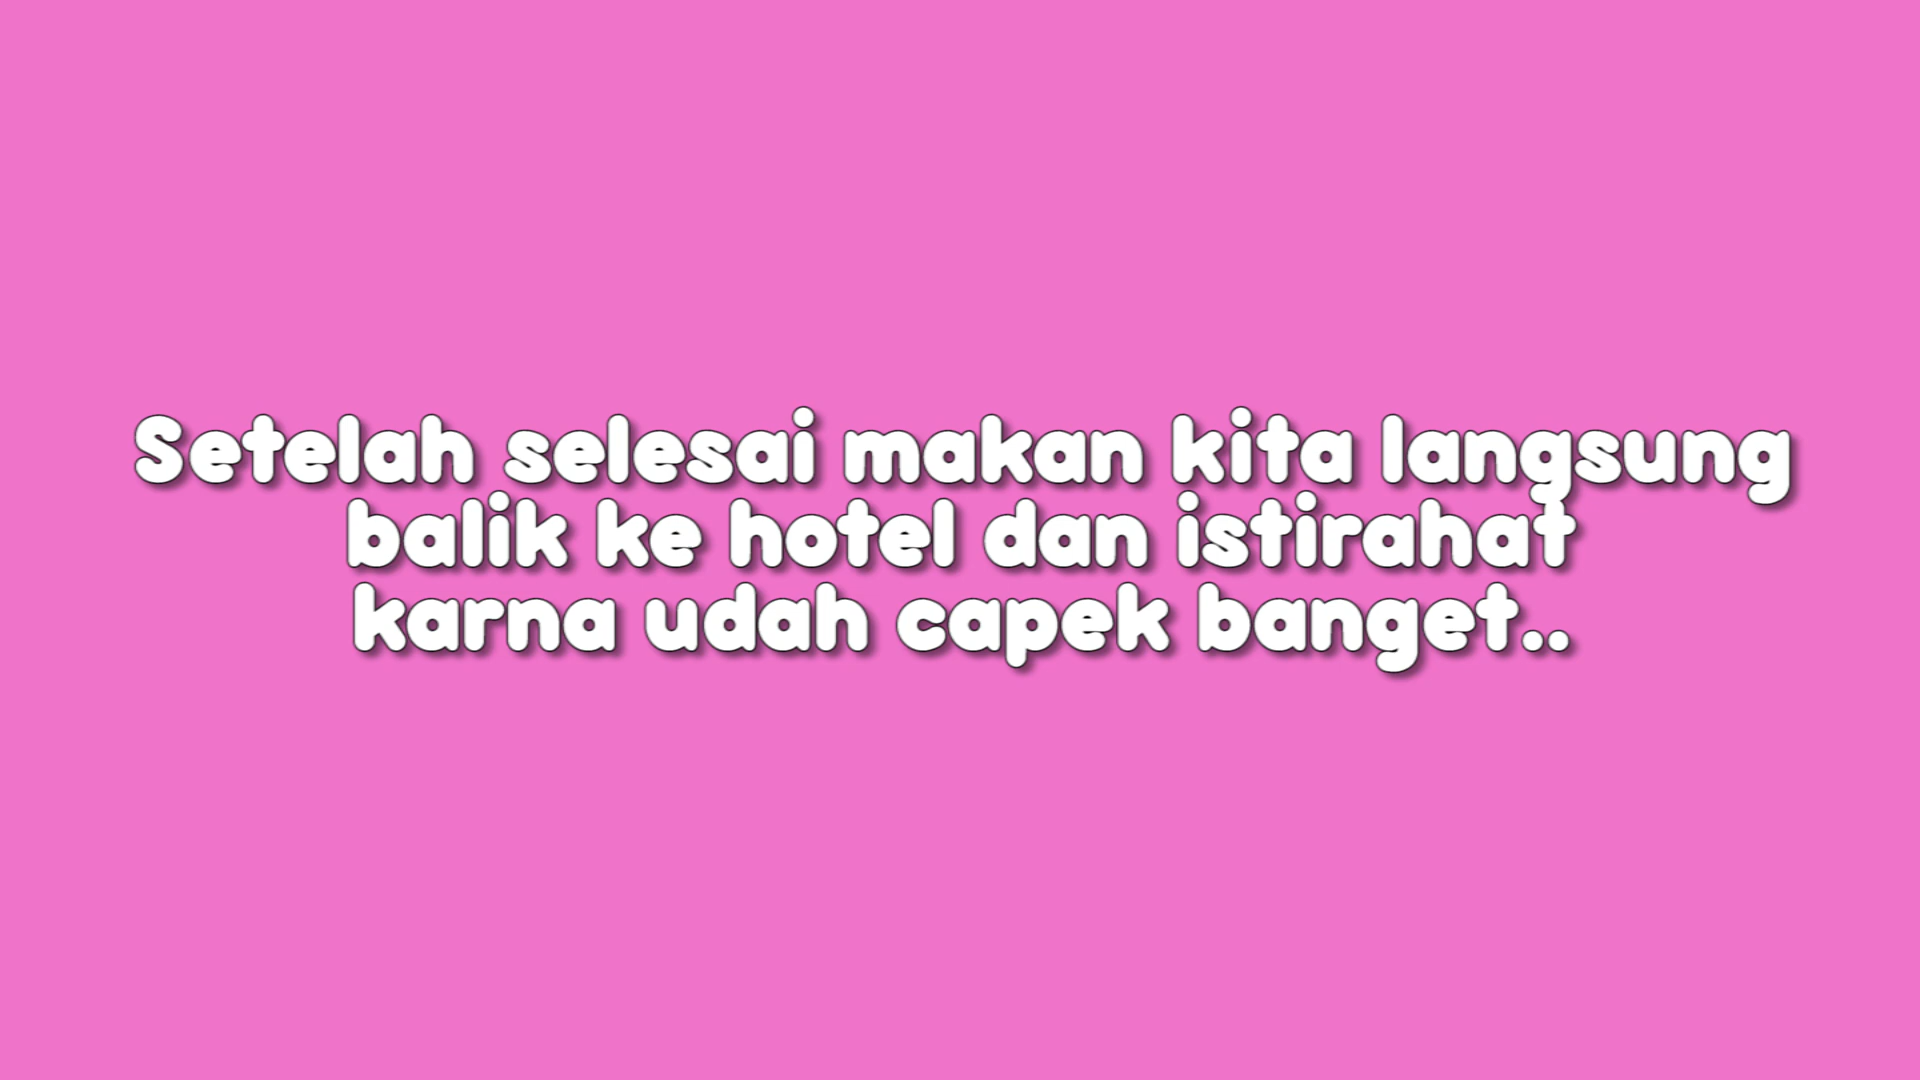 Setelah selesai makan kita langsung
balik ke hotel dan istirahat
karna udah capek banget..